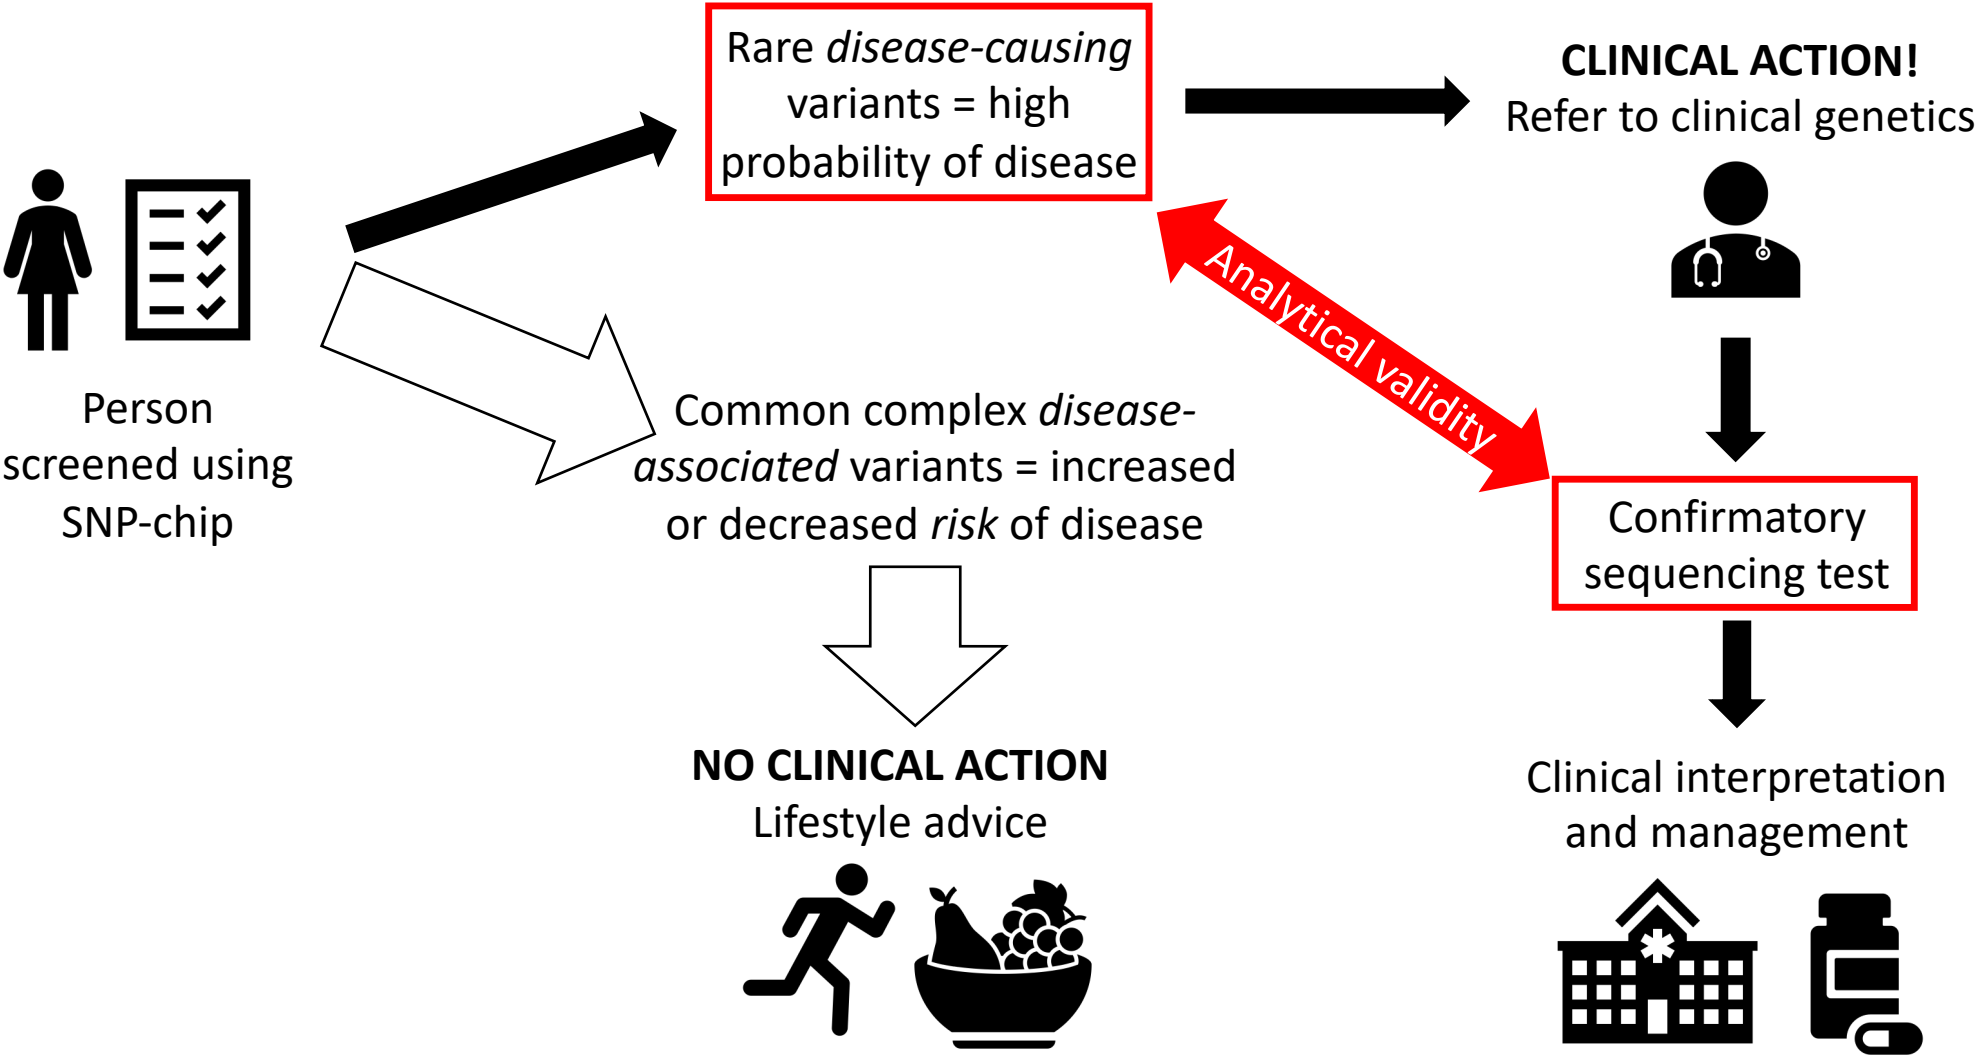 Rare disease-causing
variants = high
probability of disease
CLINICAL ACTION!
Refer to clinical genetics
Person
screened using
SNP-chip
Analytical validity
Common complex disease-
associated variants = increased
or decreased risk of disease
Confirmatory
sequencing test
NO CLINICAL ACTION
Lifestyle advice
Clinical interpretation
and management